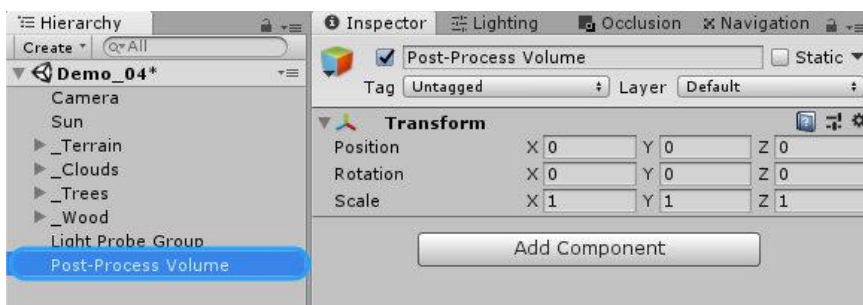 Hierarchy
Create All
Demo_04*
Camera
Sun
_Terrain
_Clouds
_Trees
_Wood
Light Probe Group
Post-Process Volume
Inspector Lighting Occlusion Navigation
Post-Process Volume Static
Tag Untagged Layer Default
Transform
Position X 0 Y 0 Z 0
Rotation X 0 Y 0 Z 0
Scale X 1 Y 1 Z 1
Add Component